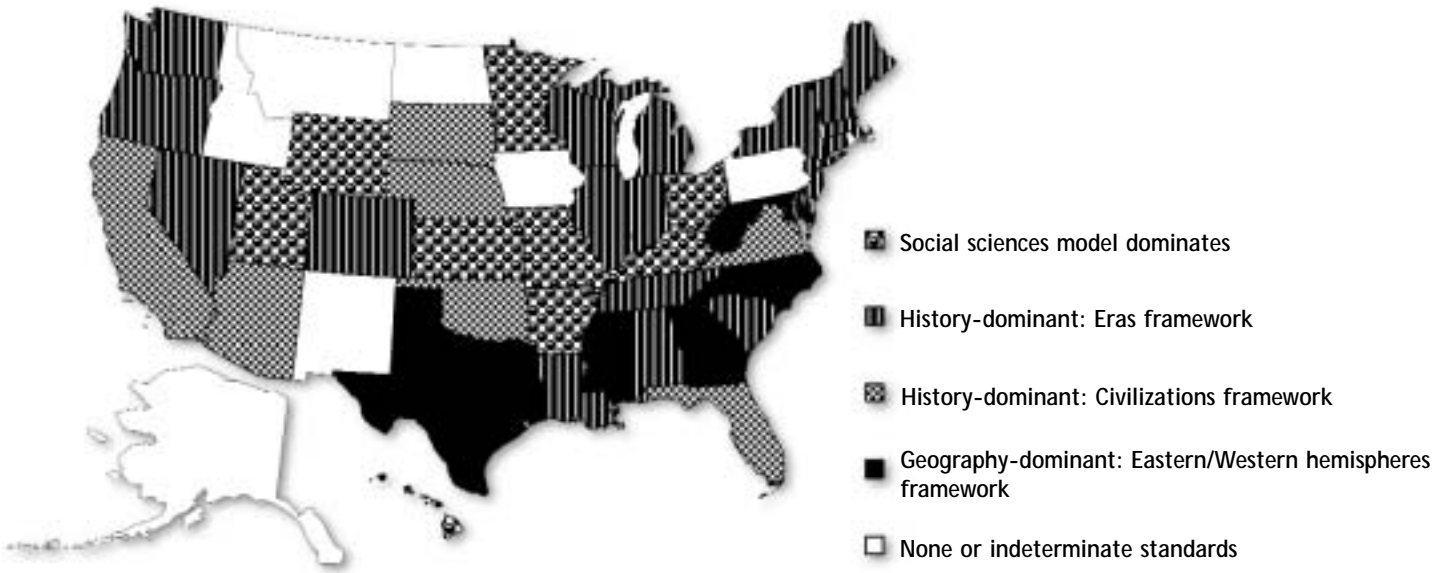 Social sciences model dominates
History-dominant: Eras framework
History-dominant: Civilizations framework
Geography-dominant: Eastern/Western hemispheres
framework
None or indeterminate standards